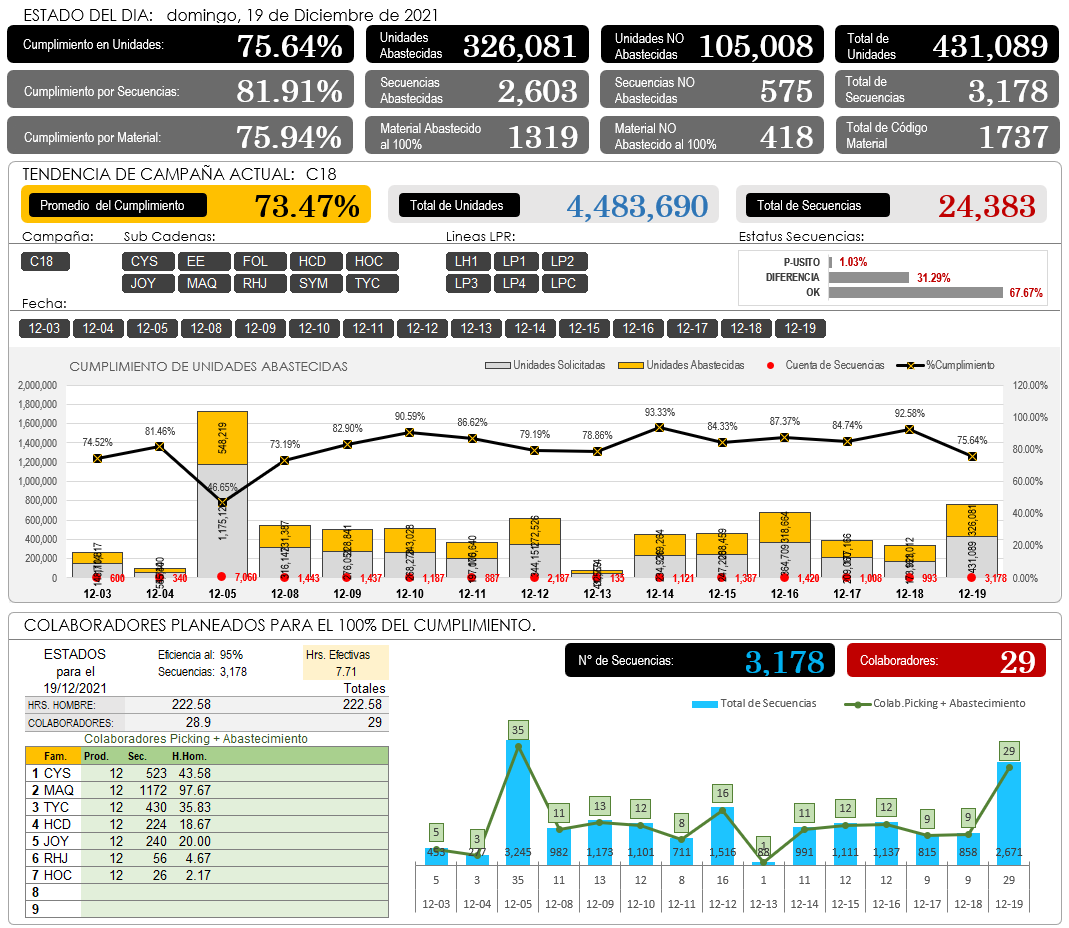 ESTADO DEL DIA: domingo, 19 de Diciembre de 2021
Cumplimiento en Unidades: 75.64%
Unidades Abastecidas 326,081
Unidades NO Abastecidas 105,008
Total de Unidades 431,089
Cumplimiento por Secuencias: 81.91%
Secuencias Abastecidas 2,603
Secuencias NO Abastecidas 575
Total de Secuencias 3,178
Cumplimiento por Material: 75.94%
Material Abastecido al 100% 1319
Material NO Abastecido al 100% 418
Total de Código Material 1737
TENDENCIA DE CAMPAÑA ACTUAL: C18
Promedio del Cumplimiento 73.47%
Total de Unidades 4,483,690
Total de Secuencias 24,383
Campaña: Sub Cadenas: Lineas LPR: Estatus Secuencias:
C18 CYS EE FOL HCD HOC LH1 LP1 LP2
JOY MAQ RHJ SYM TYC LP3 LP4 LPC
P-USITO 1.03%
DIFERENCIA 31.29%
OK 67.67%
Fecha:
12-03 12-04 12-05 12-08 12-09 12-10 12-11 12-12 12-13 12-14 12-15 12-16 12-17 12-18 12-19
CUMPLIMIENTO DE UNIDADES ABASTECIDAS
Unidades Solicitadas Unidades Abastecidas Cuenta de Secuencias %Cumplimiento
2,000,000
1,800,000
1,600,000
1,400,000
1,200,000
1,000,000
800,000
600,000
400,000
200,000
0
120.00%
100.00%
80.00%
60.00%
40.00%
20.00%
0.00%
74.52% 81.46% 46.65% 73.19% 82.90% 90.59% 86.62% 79.19% 78.86% 93.33% 84.33% 87.37% 84.74% 92.58% 75.64%
548,219 231,387 228,841 243,028 272,526 318,664 326,081
431,089
600 340 7,060 1,443 1,437 1,187 887 2,187 135 1,121 1,387 1,420 1,008 993 3,178
12-03 12-04 12-05 12-08 12-09 12-10 12-11 12-12 12-13 12-14 12-15 12-16 12-17 12-18 12-19
COLABORADORES PLANEADOS PARA EL 100% DEL CUMPLIMIENTO.
ESTADOS para el 19/12/2021
Eficiencia al: 95%
Secuencias: 3,178
Hrs. Efectivas
7.71
Totales
HRS. HOMBRE: 222.58 222.58
COLABORADORES: 28.9 29
Colaboradores Picking + Abastecimiento
Fam. Prod. Sec. H.Hom.
1 CYS 12 523 43.58
2 MAQ 12 1172 97.67
3 TYC 12 430 35.83
4 HCD 12 224 18.67
5 JOY 12 240 20.00
6 RHJ 12 56 4.67
7 HOC 12 26 2.17
8
9
N° de Secuencias: 3,178
Colaboradores: 29
Total de Secuencias Colab.Picking + Abastecimiento
5 3 35 11 13 12 8 16 1 11 12 12 9 9 29
453 3,245 982 1,173 1,101 711 1,516 991 1,111 1,137 815 858 2,671
5 3 35 11 13 12 8 16 1 11 12 12 9 9 29
12-03 12-04 12-05 12-08 12-09 12-10 12-11 12-12 12-13 12-14 12-15 12-16 12-17 12-18 12-19